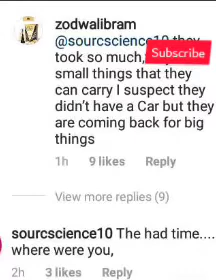 zodwalibram
@sourcscience10 they
took so much,
Subscribe
small things that they
can carry I suspect they
didn't have a Car but they
are coming back for big
things
1h 9 likes Reply
View more replies (9)
sourcscience10 The had time....
where were you,
2h 3 likes Reply